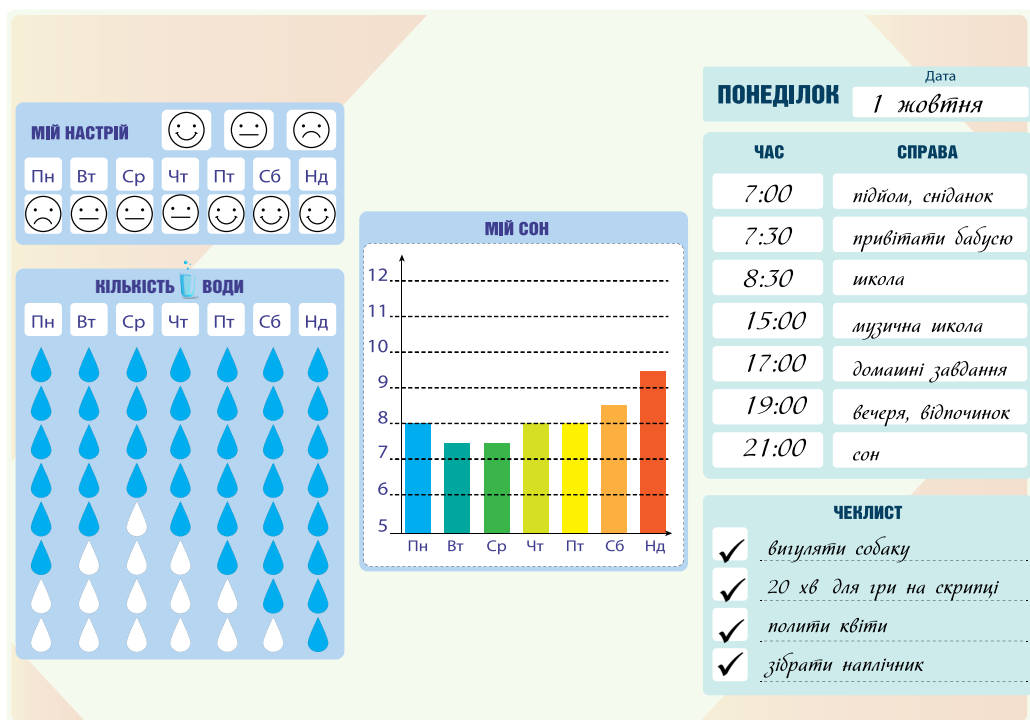 МІЙ НАСТРІЙ
Пн Вт Ср Чт Пт Сб Нд
КІЛЬКІСТЬ ВОДИ
Пн Вт Ср Чт Пт Сб Нд
МІЙ СОН
12
11
10
9
8
7
6
5
Пн Вт Ср Чт Пт Сб Нд
ПОНЕДІЛОК
Дата
1 жовтня
ЧАС СПРАВА
7:00 підйом, сніданок
7:30 привітати бабусю
8:30 школа
15:00 музична школа
17:00 домашні завдання
19:00 вечеря, відпочинок
21:00 сон
ЧЕКЛИСТ
вигуляти собаку
20 хв для гри на скрипці
полити квіти
зібрати наплічник